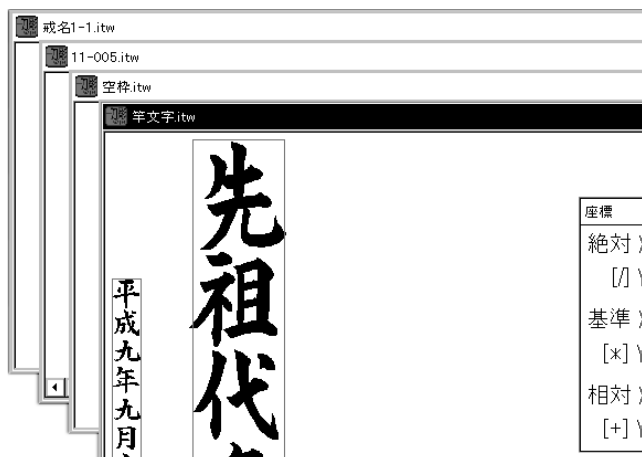 戒名1-1.itw
11-005.itw
空枠.itw
竿文字.itw
先祖代
平成九年九月
座標
絶対 X
[/] Y
基準 X
[*] Y
相対 X
[+] Y